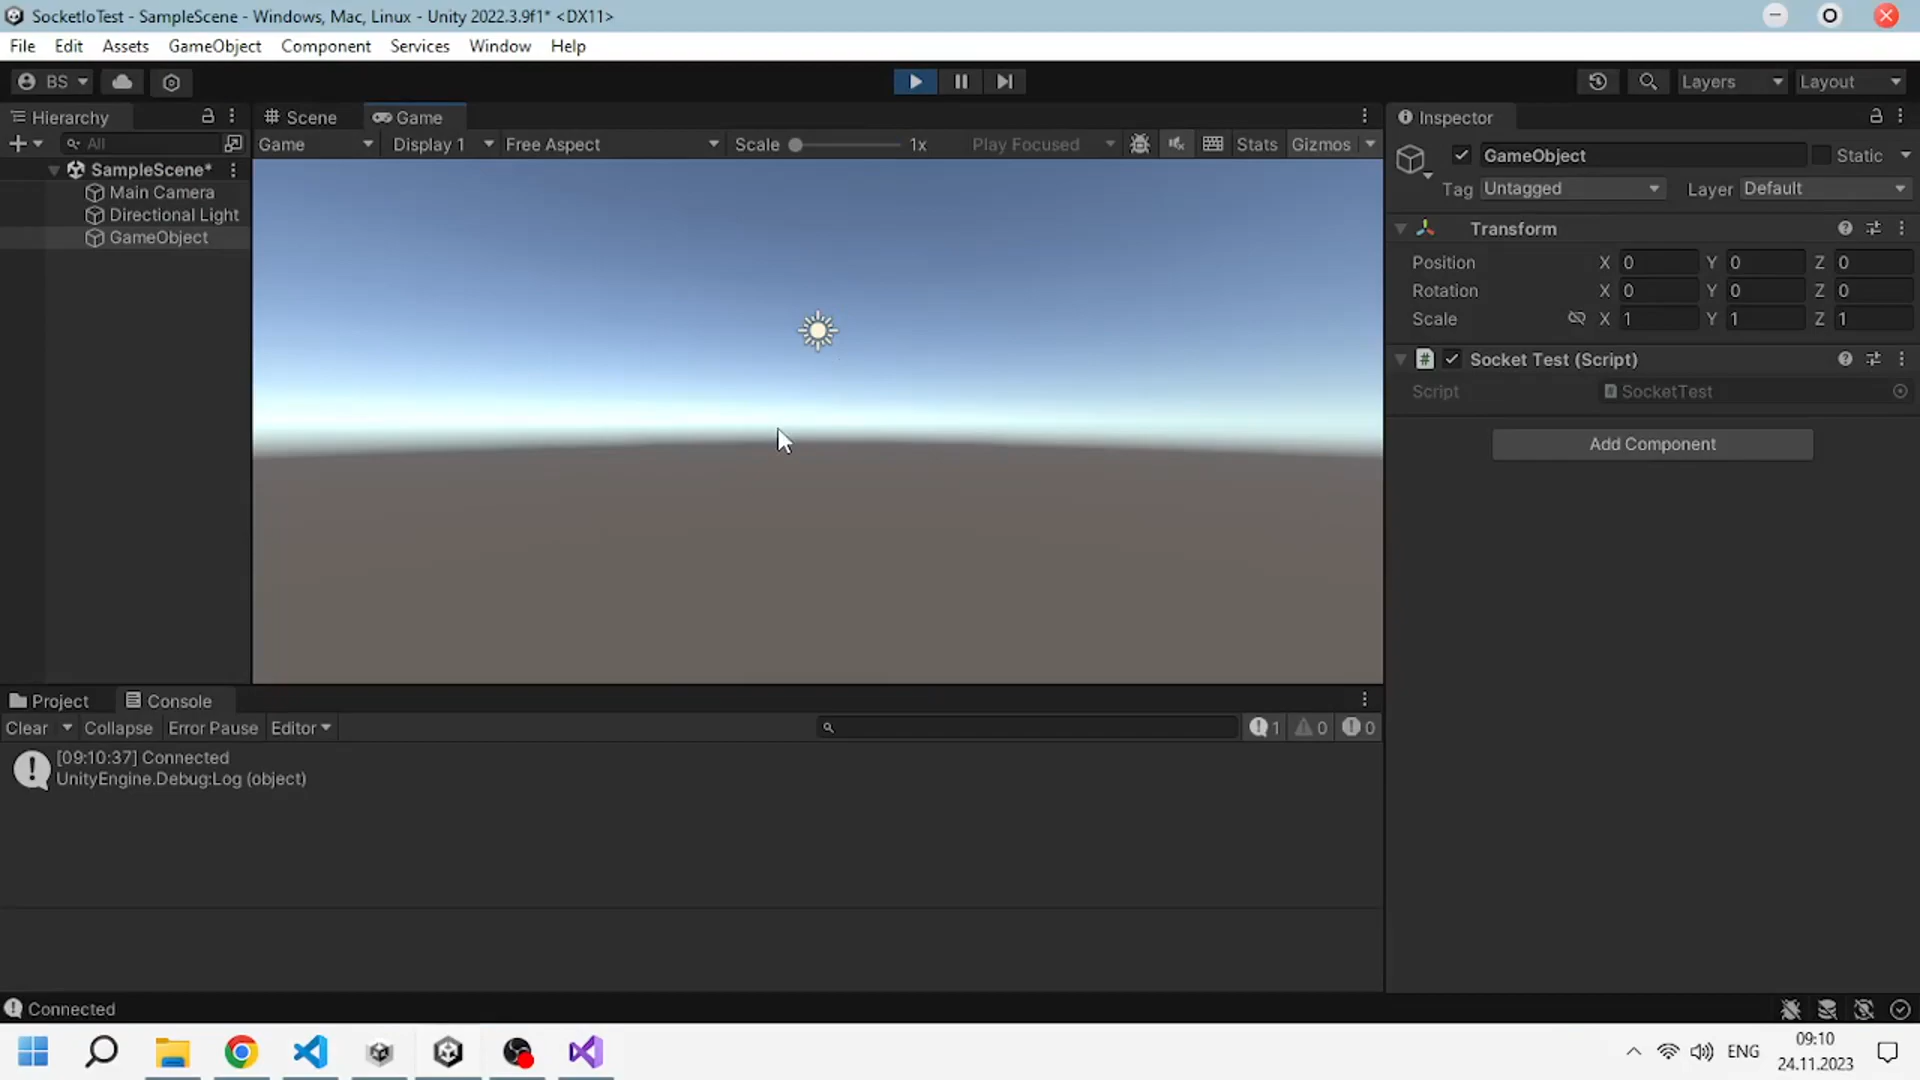 SocketIoTest - SampleScene - Windows, Mac, Linux - Unity 2022.3.9f1* <DX11>
File Edit Assets GameObject Component Services Window Help
BS Layers Layout
Hierarchy Scene Game Inspector
All Game Display 1 Free Aspect Scale 1x Play Focused Stats Gizmos
GameObject Static
SampleScene*
Main Camera
Directional Light
GameObject
Tag Untagged Layer Default
Transform
Position X 0 Y 0 Z 0
Rotation X 0 Y 0 Z 0
Scale X 1 Y 1 Z 1
# Socket Test (Script)
Script SocketTest
Add Component
Project Console
Clear Collapse Error Pause Editor 1 0 0
[09:10:37] Connected
UnityEngine.Debug:Log (object)
Connected
ENG 09:10
24.11.2023